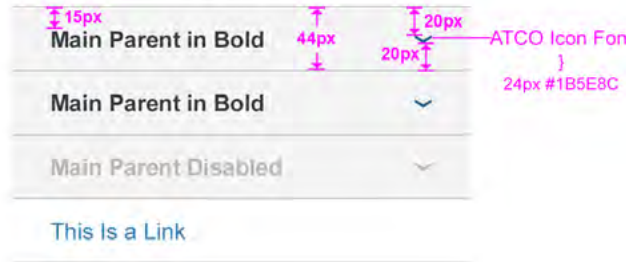 15px
20px
Main Parent in Bold
44px
ATCO Icon Fon
20px
}
24px #1B5E8C
Main Parent in Bold
Main Parent Disabled
This Is a Link